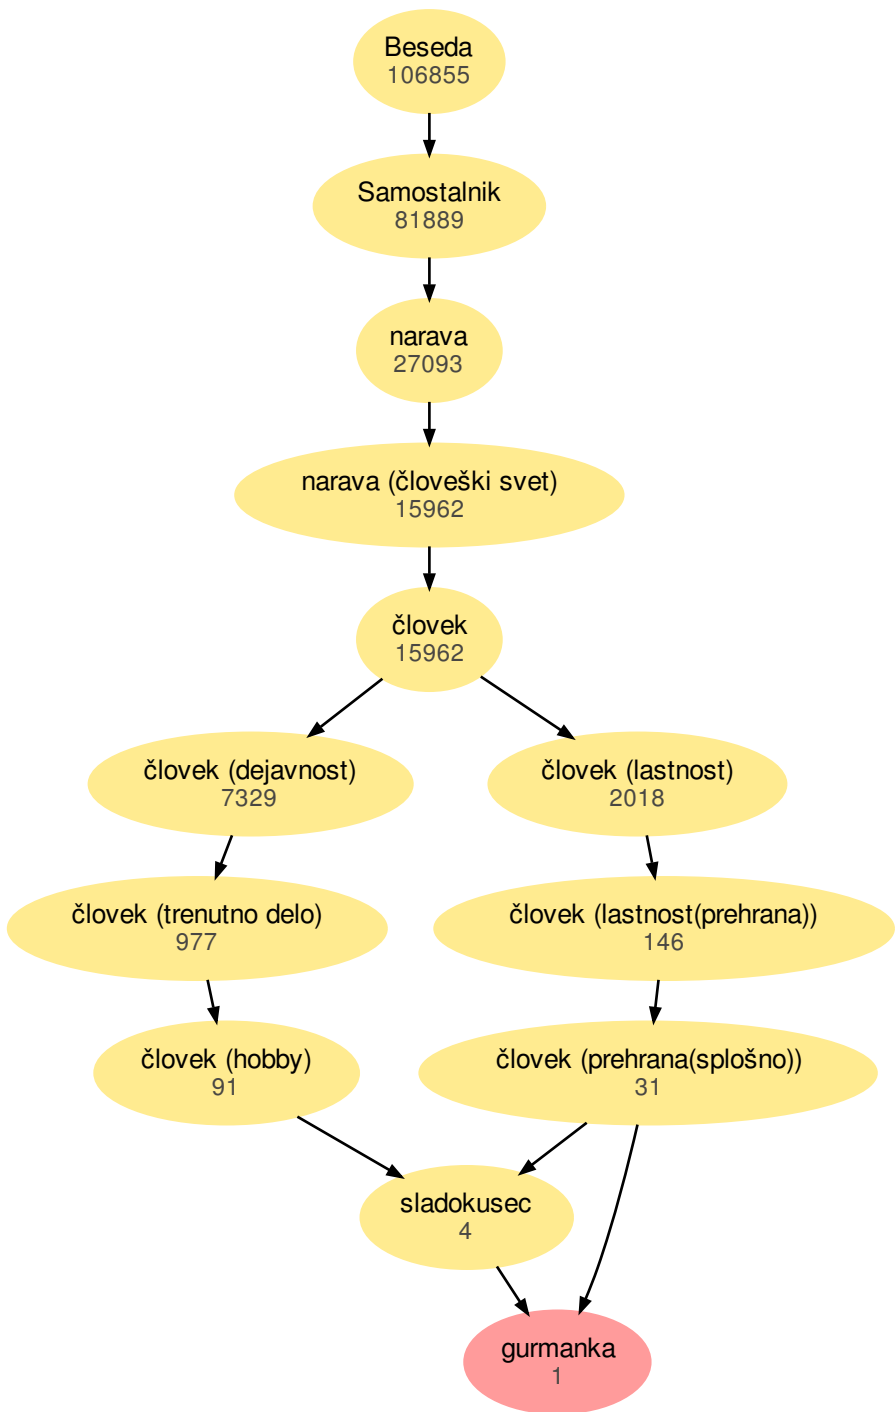 Beseda
106855
Samostalnik
81889
narava
27093
narava (človeški svet)
15962
človek
15962
človek (dejavnost)
7329
človek (lastnost)
2018
človek (trenutno delo)
977
človek (lastnost(prehrana))
146
človek (hobby)
91
človek (prehrana(splošno))
31
sladokusec
4
gurmanka
1